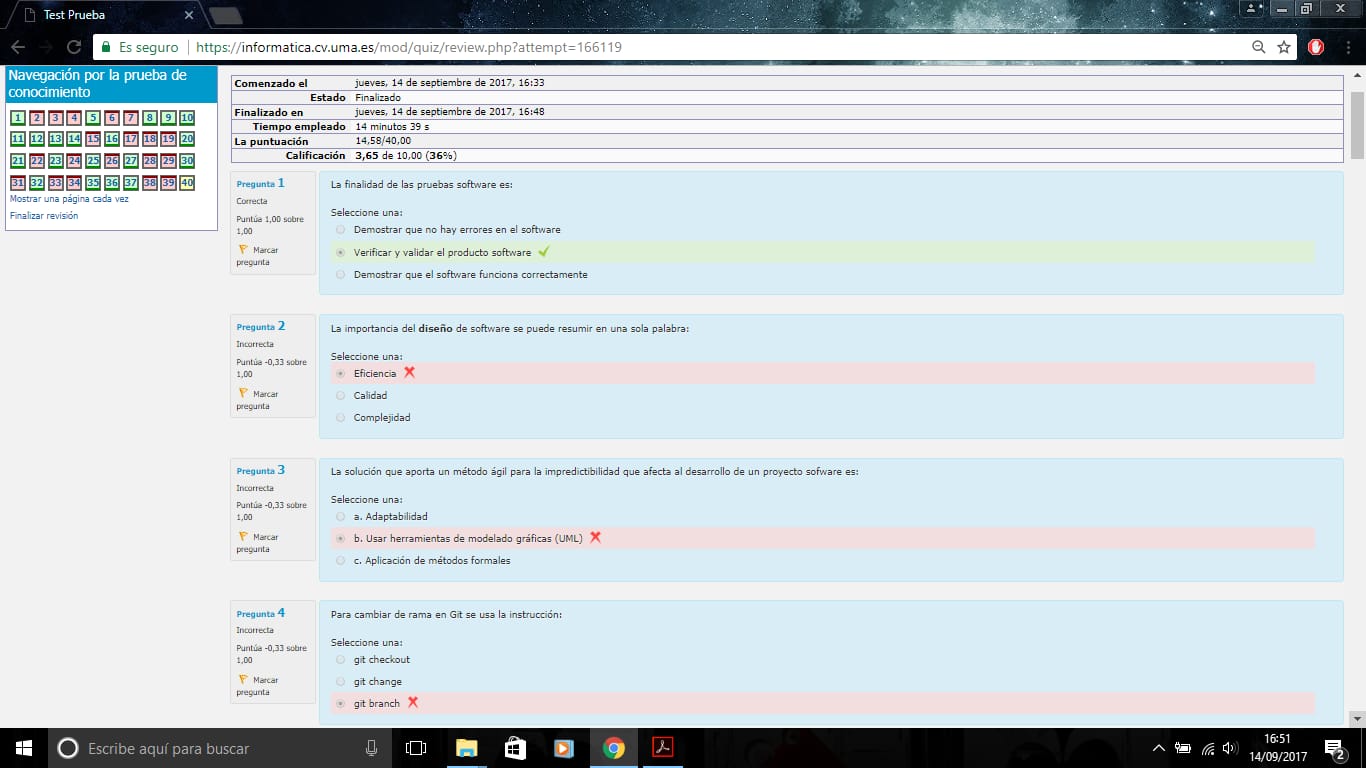 Test Prueba
Es seguro | https://informatica.cv.uma.es/mod/quiz/review.php?attempt=166119
Navegación por la prueba de
conocimiento
1 2 3 4 5 6 7 8 9 10
11 12 13 14 15 16 17 18 19 20
21 22 23 24 25 26 27 28 29 30
31 32 33 34 35 36 37 38 39 40
Mostrar una página cada vez
Finalizar revisión
Comenzado el jueves, 14 de septiembre de 2017, 16:33
Estado Finalizado
Finalizado en jueves, 14 de septiembre de 2017, 16:48
Tiempo empleado 14 minutos 39 s
La puntuación 14,58/40,00
Calificación 3,65 de 10,00 (36%)
Pregunta 1
Correcta
Puntúa 1,00 sobre
1,00
Marcar
pregunta
La finalidad de las pruebas software es:
Seleccione una:
Demostrar que no hay errores en el software
Verificar y validar el producto software
Demostrar que el software funciona correctamente
Pregunta 2
Incorrecta
Puntúa -0,33 sobre
1,00
Marcar
pregunta
La importancia del diseño de software se puede resumir en una sola palabra:
Seleccione una:
Eficiencia
Calidad
Complejidad
Pregunta 3
Incorrecta
Puntúa -0,33 sobre
1,00
Marcar
pregunta
La solución que aporta un método ágil para la impredictibilidad que afecta al desarrollo de un proyecto sofware es:
Seleccione una:
a. Adaptabilidad
b. Usar herramientas de modelado gráficas (UML)
c. Aplicación de métodos formales
Pregunta 4
Incorrecta
Puntúa -0,33 sobre
1,00
Marcar
pregunta
Para cambiar de rama en Git se usa la instrucción:
Seleccione una:
git checkout
git change
git branch
Escribe aquí para buscar
16:51
14/09/2017
2